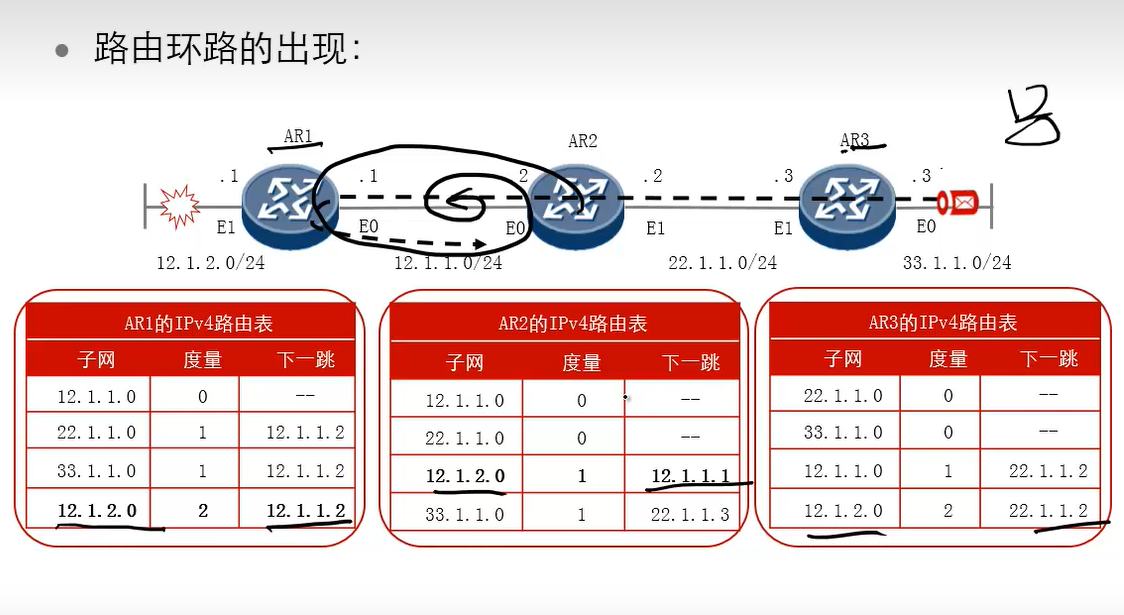 路由环路的出现：
AR1 AR2 AR3
.1 .1 2 .2 .3 .3
E1 E0 E0 E1 E1 E0
12.1.2.0/24 12.1.1.0/24 22.1.1.0/24 33.1.1.0/24
AR1的IPv4路由表
子网 度量 下一跳
12.1.1.0 0 --
22.1.1.0 1 12.1.1.2
33.1.1.0 1 12.1.1.2
12.1.2.0 2 12.1.1.2
AR2的IPv4路由表
子网 度量 下一跳
12.1.1.0 0 --
22.1.1.0 0 --
12.1.2.0 1 12.1.1.1
33.1.1.0 1 22.1.1.3
AR3的IPv4路由表
子网 度量 下一跳
22.1.1.0 0 --
33.1.1.0 0 --
12.1.1.0 1 22.1.1.2
12.1.2.0 2 22.1.1.2